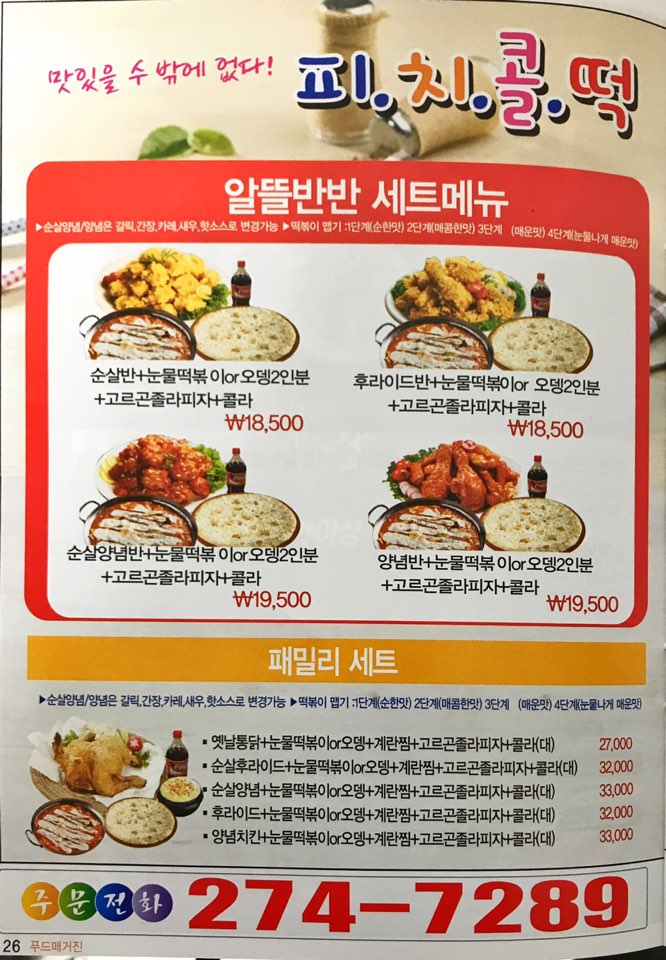 맛있을 수 밖에 없다!
피.치.콜.떡
알뜰반반 세트메뉴
▶순살양념/양념은 갈릭,간장,카레,새우,핫소스로 변경가능 ▶떡볶이 맵기 :1단계(순한맛) 2단계(매콤한맛) 3단계 (매운맛) 4단계(눈물나게 매운맛)
순살반+눈물떡볶 이or오뎅2인분
+고르곤졸라피자+콜라
₩18,500
후라이드반+눈물떡볶이or 오뎅2인분
+고르곤졸라피자+콜라
₩18,500
순살양념반+눈물떡볶 이or오뎅2인분
+고르곤졸라피자+콜라
₩19,500
양념반+눈물떡볶 이or오뎅2인분
+고르곤졸라피자+콜라
₩19,500
패밀리 세트
▶순살양념/양념은 갈릭,간장,카레,새우,핫소스로 변경가능 ▶떡볶이 맵기 :1단계(순한맛) 2단계(매콤한맛) 3단계 (매운맛) 4단계(눈물나게 매운맛)
▪ 옛날통닭+눈물떡볶이or오뎅+계란찜+고르곤졸라피자+콜라(대) 27,000
▪ 순살후라이드+눈물떡볶이or오뎅+계란찜+고르곤졸라피자+콜라(대) 32,000
▪ 순살양념+눈물떡볶이or오뎅+계란찜+고르곤졸라피자+콜라(대) 33,000
▪ 후라이드+눈물떡볶이or오뎅+계란찜+고르곤졸라피자+콜라(대) 32,000
▪ 양념치킨+눈물떡볶이or오뎅+계란찜+고르곤졸라피자+콜라(대) 33,000
주문전화 274-7289
26 푸드매거진